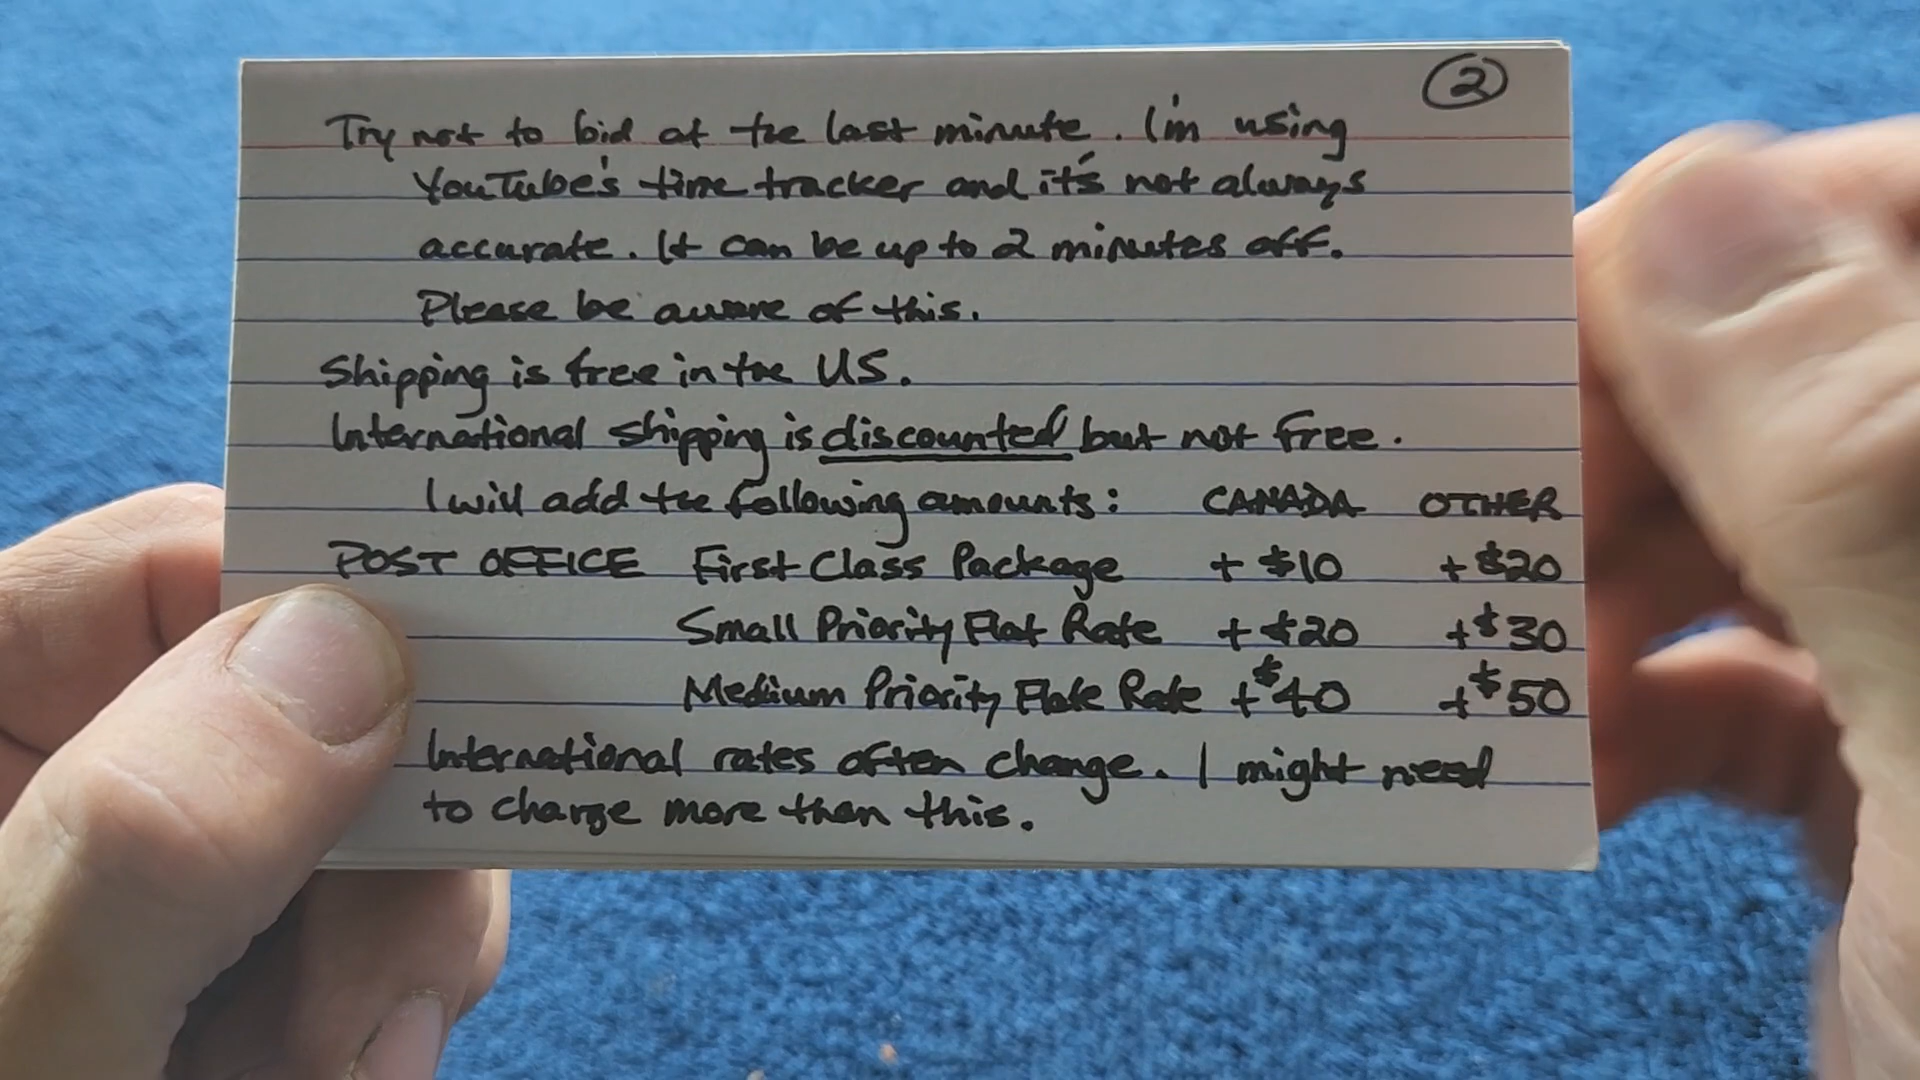 2
Try not to bid at the last minute. I'm using
YouTube's time tracker and it's not always
accurate. It can be up to 2 minutes off.
Please be aware of this.
Shipping is free in the US.
International shipping is discounted but not free.
I will add the following amounts: CANADA OTHER
POST OFFICE First Class Package +$10 +$20
Small Priority Flat Rate +$20 +$30
Medium Priority Flate Rate +$40 +$50
International rates often change. I might need
to charge more than this.